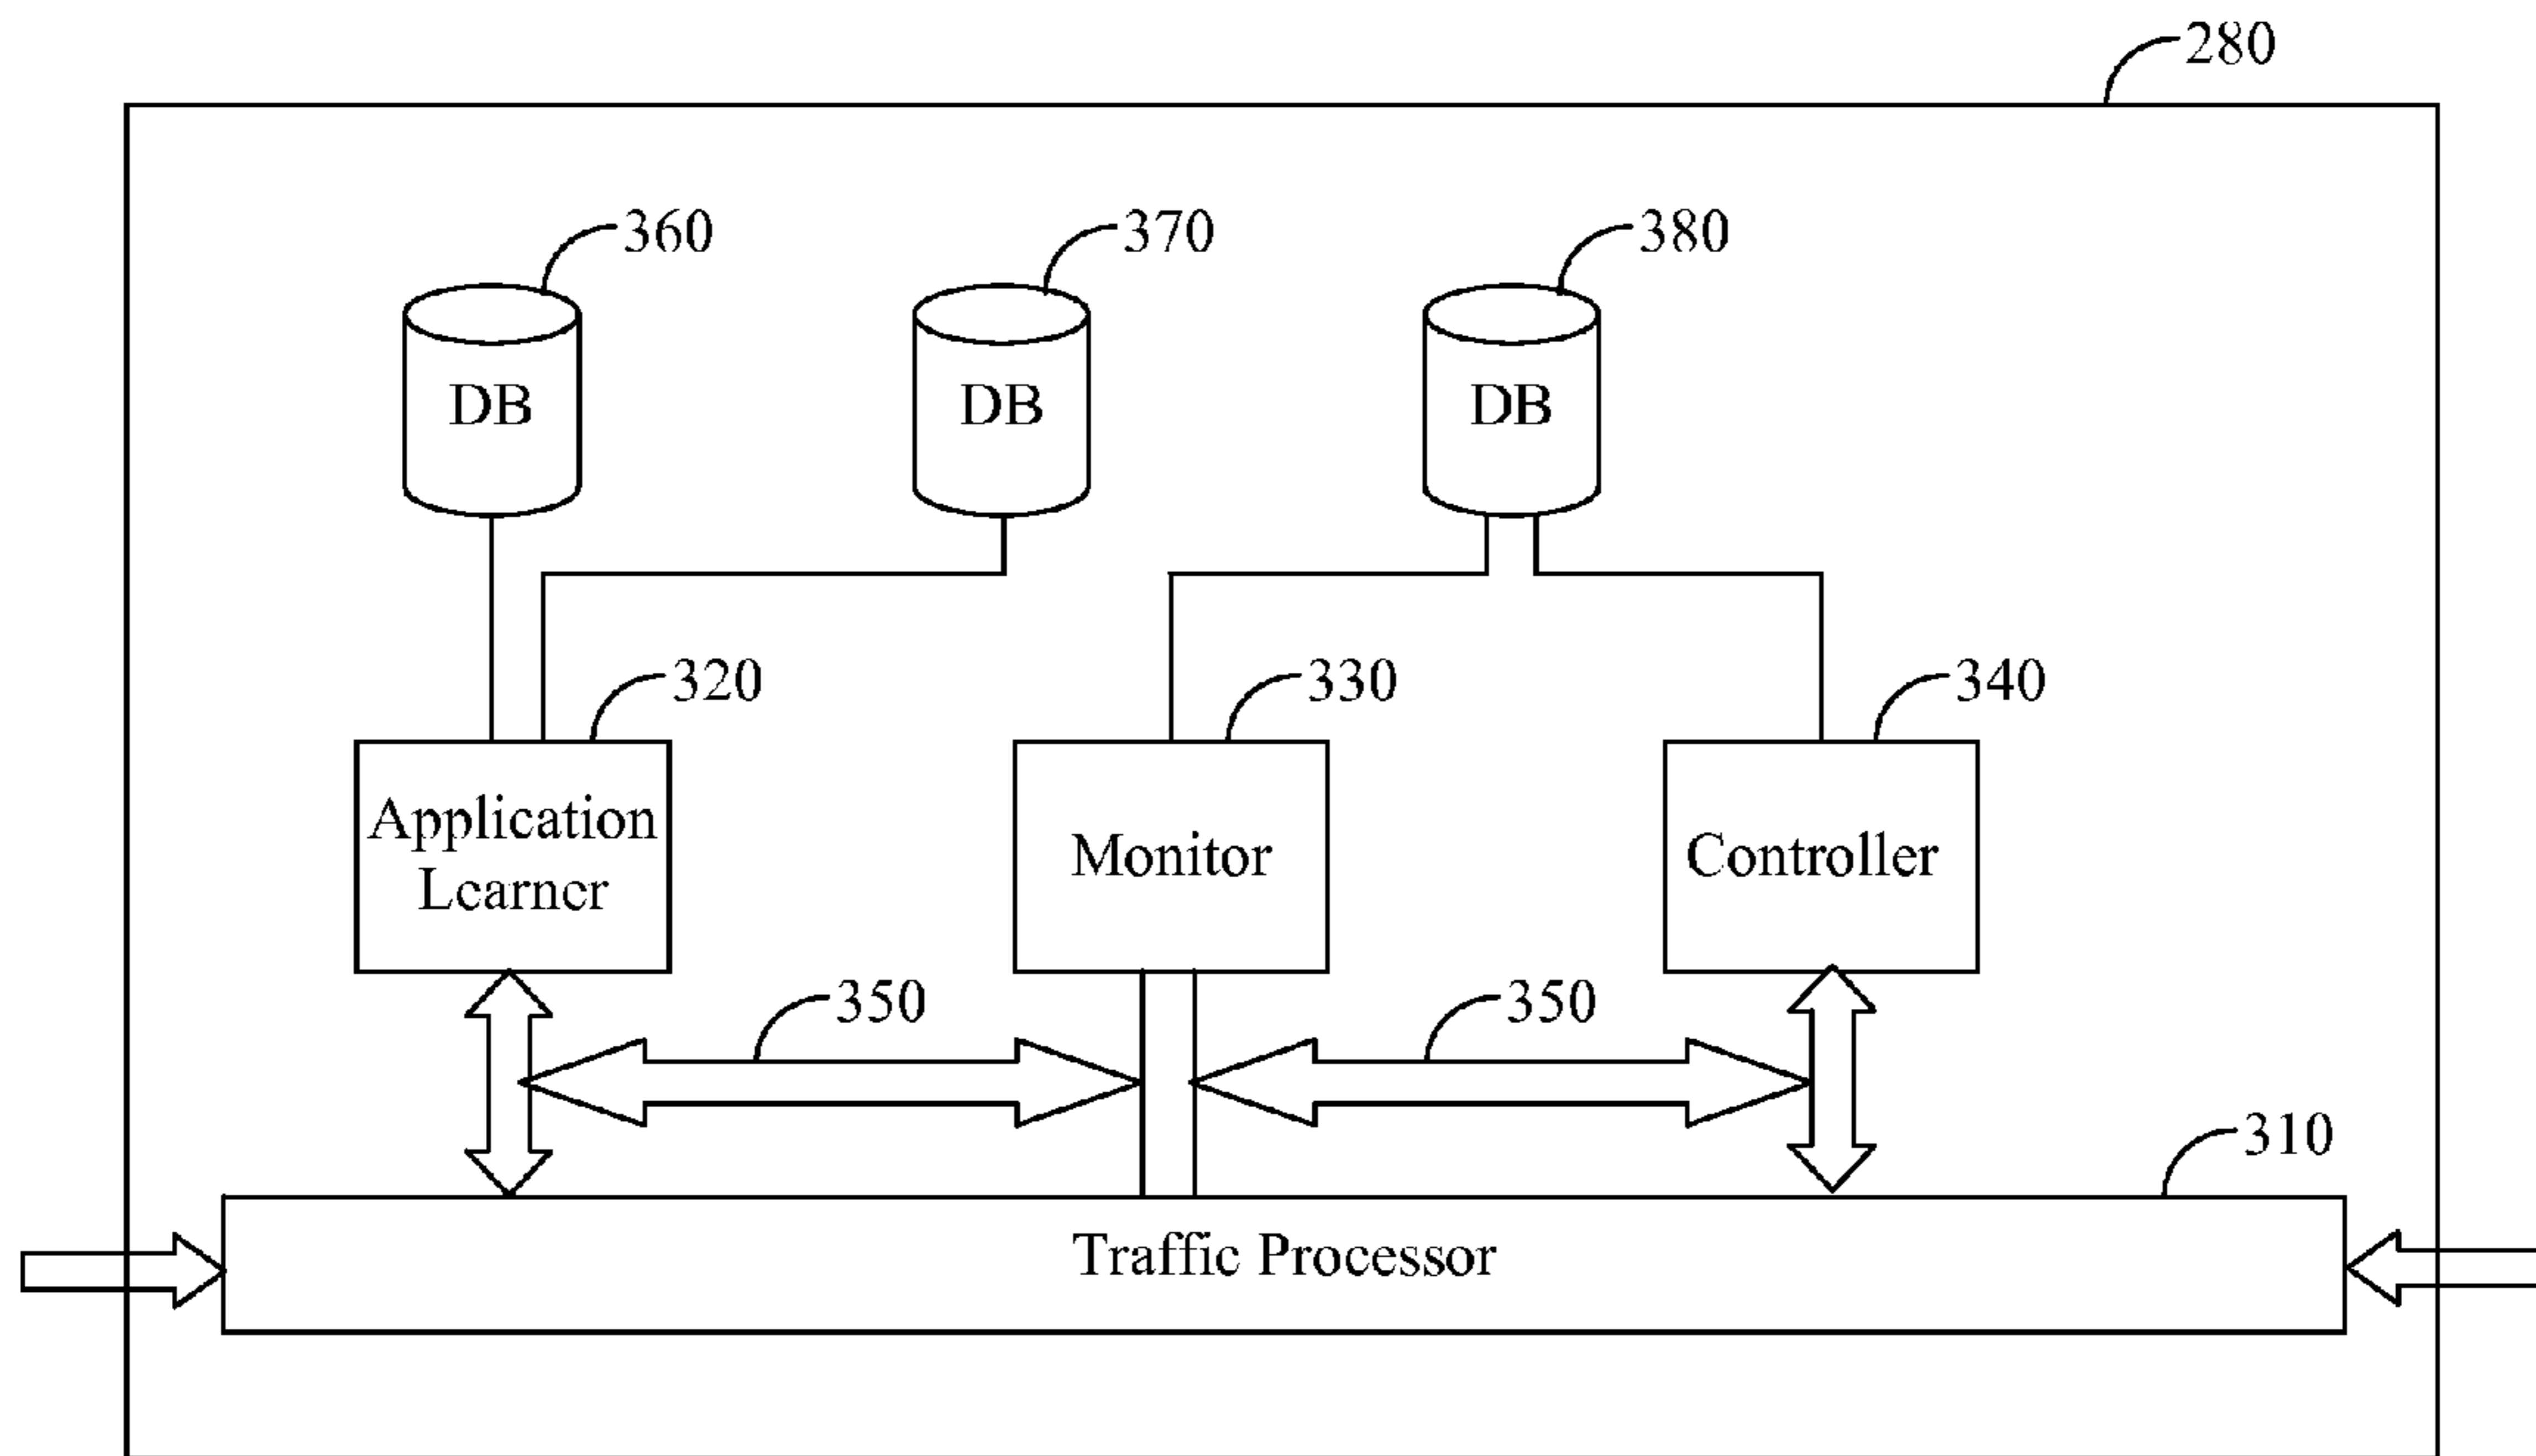 280
360
370
380
DB
DB
DB
320
330
340
Application
Learner
Monitor
Controller
350
350
310
Traffic Processor